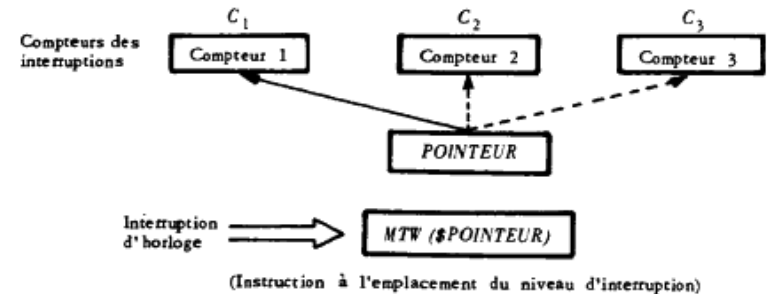 C1 C2 C3
Compteurs des
interruptions
Compteur 1 Compteur 2 Compteur 3
POINTEUR
Interruption
d'horloge
MTW ($POINTEUR)
(Instruction à l'emplacement du niveau d'interruption)